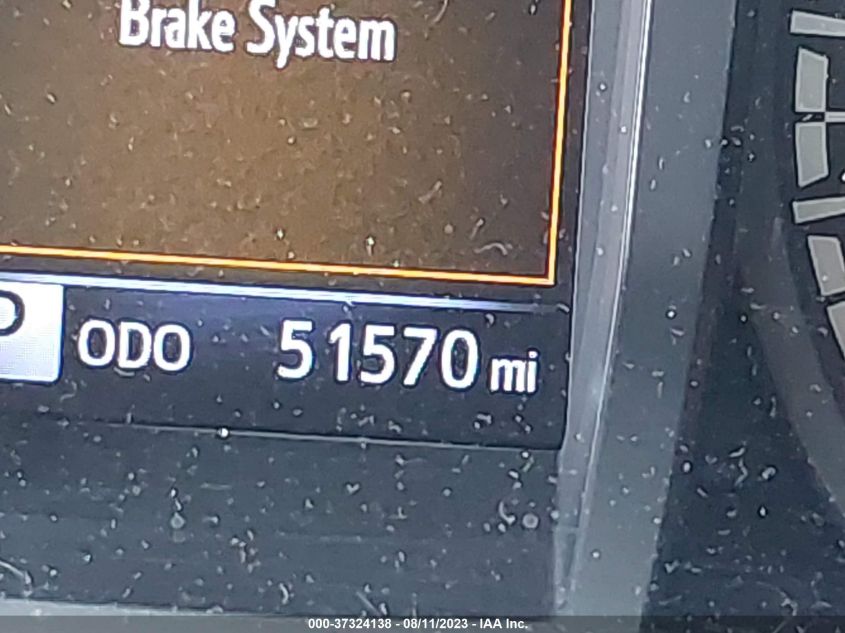 Brake System
P
ODO 51570 mi
000-37324138 - 08/11/2023 - IAA Inc.